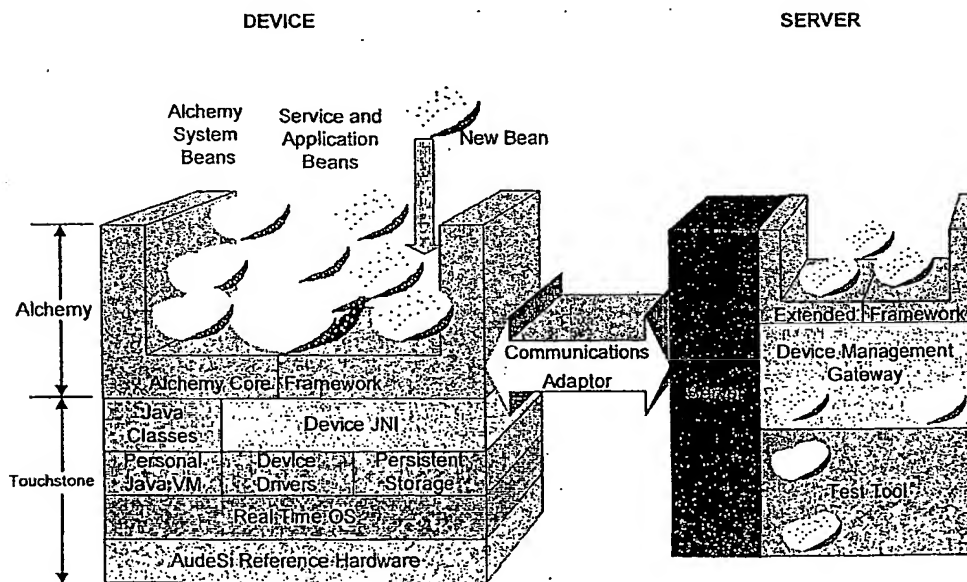 DEVICE
SERVER
Alchemy
System
Beans
Service and
Application
Beans
New Bean
Alchemy
Alchemy Core
Framework
Communications
Adaptor
Extended
Framework
Device Management
Gateway
Server
Test Tool
Touchstone
Java
Classes
Device JNI
Personal
Java VM
Device
Drivers
Persistent
Storage
Real Time OS
AudeSi Reference Hardware